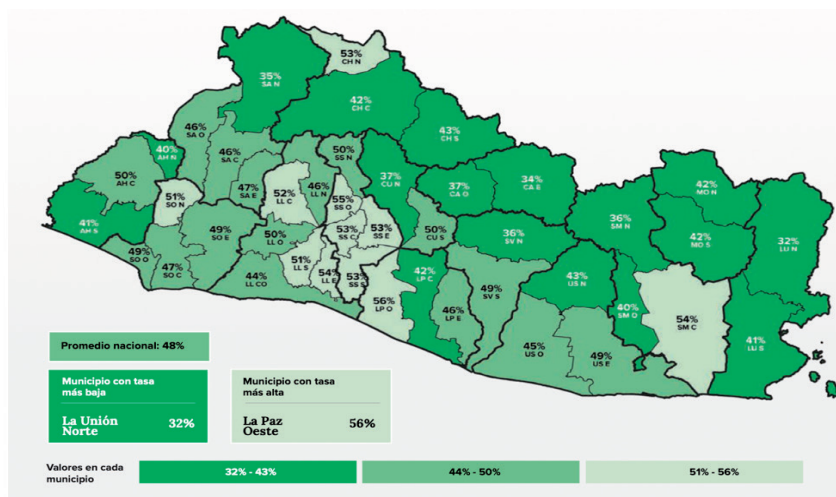 53%
CH N
35%
SA N
42%
CH C
43%
CH S
46%
SA O
46%
SA C
40%
AH N
50%
AH C
47%
SA E
51%
SO N
41%
AH S
49%
SO E
49%
SO O
47%
SO C
52%
LL C
46%
LL N
50%
SS N
55%
SS O
53%
SS C
53%
SS E
50%
LL O
51%
LL S
54%
LL E
53%
SS S
44%
LL CO
37%
CU N
50%
CU S
37%
CA O
34%
CA E
36%
SV N
49%
SV S
56%
LP O
42%
LP C
46%
LP E
43%
US N
45%
US O
49%
US E
36%
SM N
40%
SM O
54%
SM C
42%
MO N
42%
MO S
32%
LU N
41%
LU S
Promedio nacional: 48%
Municipio con tasa
más baja
La Unión
Norte
32%
Municipio con tasa
más alta
La Paz
Oeste
56%
Valores en cada
municipio
32% - 43%
44% - 50%
51% - 56%